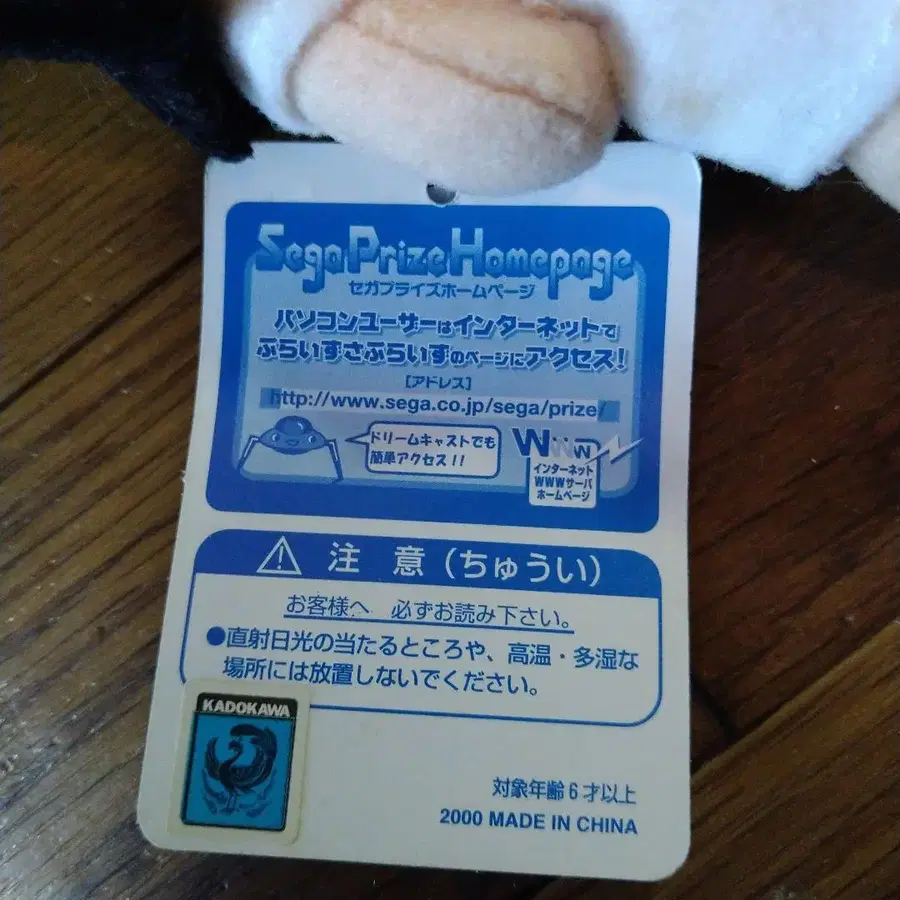 Sega Prize Homepage
セガプライズホームページ
パソコンユーザーはインターネットで
ぷらいずさぷらいずのページにアクセス!
[アドレス]
http://www.sega.co.jp/sega/prize/
ドリームキャストでも
簡単アクセス!!
WWW
インターネット
WWWサーバ
ホームページ
注意(ちゅうい)
お客様へ 必ずお読み下さい。
●直射日光の当たるところや、高温・多湿な
場所には放置しないでください。
KADOKAWA
対象年齢6才以上
2000 MADE IN CHINA